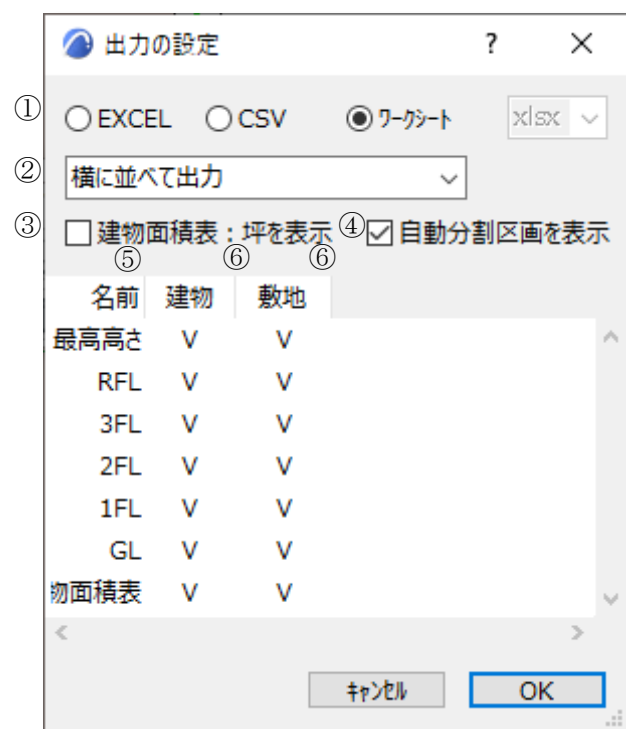 出力の設定 ? ×
① EXCEL CSV ワークシート xlsx
② 横に並べて出力
③ 建物面積表：坪を表示 ④ 自動分割区画を表示
⑤ ⑥ ⑥
名前 建物 敷地
最高高さ V V
RFL V V
3FL V V
2FL V V
1FL V V
GL V V
物面積表 V V
キャンセル OK